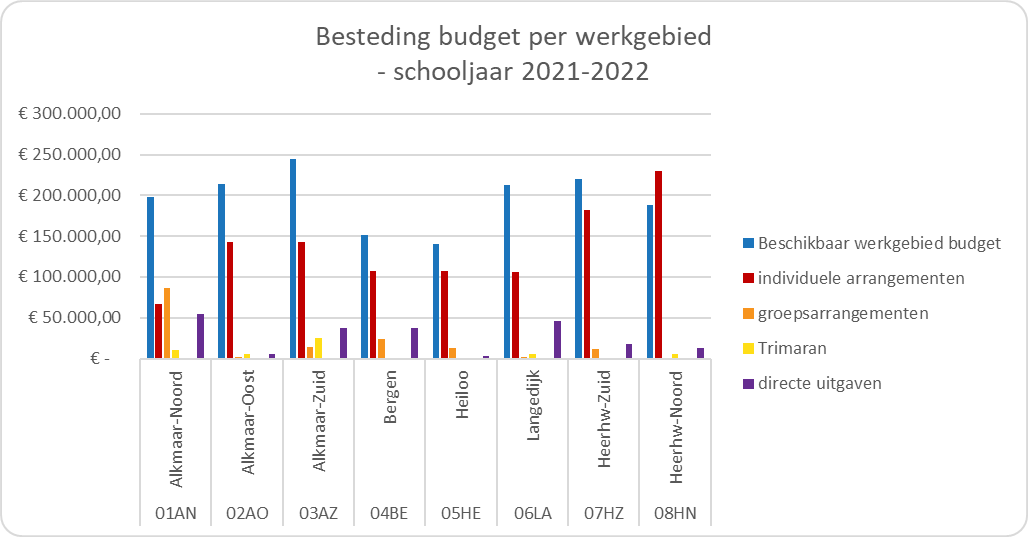 Besteding budget per werkgebied
- schooljaar 2021-2022
€ 300.000,00
€ 250.000,00
€ 200.000,00
€ 150.000,00
€ 100.000,00
€ 50.000,00
€ -
Alkmaar-Noord
Alkmaar-Oost
Alkmaar-Zuid
Bergen
Heiloo
Langedijk
Heerhw-Zuid
Heerhw-Noord
01AN
02AO
03AZ
04BE
05HE
06LA
07HZ
08HN
Beschikbaar werkgebied budget
individuele arrangementen
groepsarrangementen
Trimaran
directe uitgaven